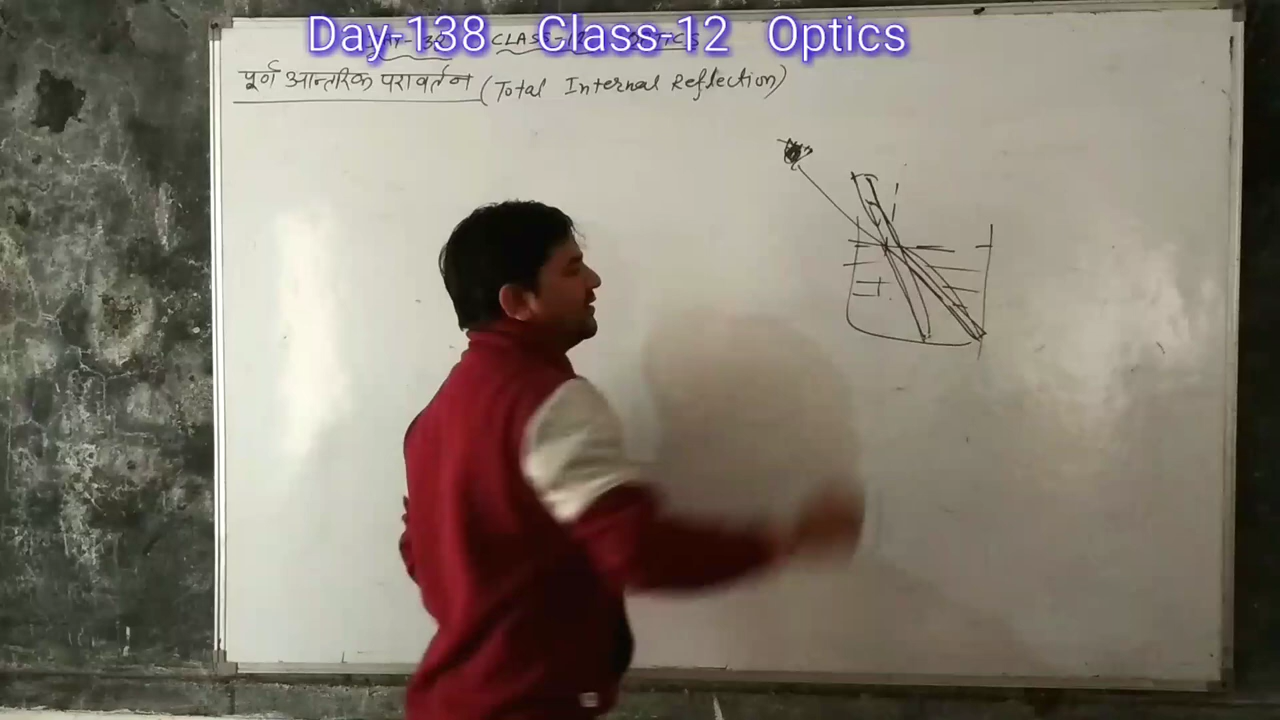 Day-138 Class-12 Optics
पूर्ण आन्तरिक परावर्तन (Total Internal Reflection)